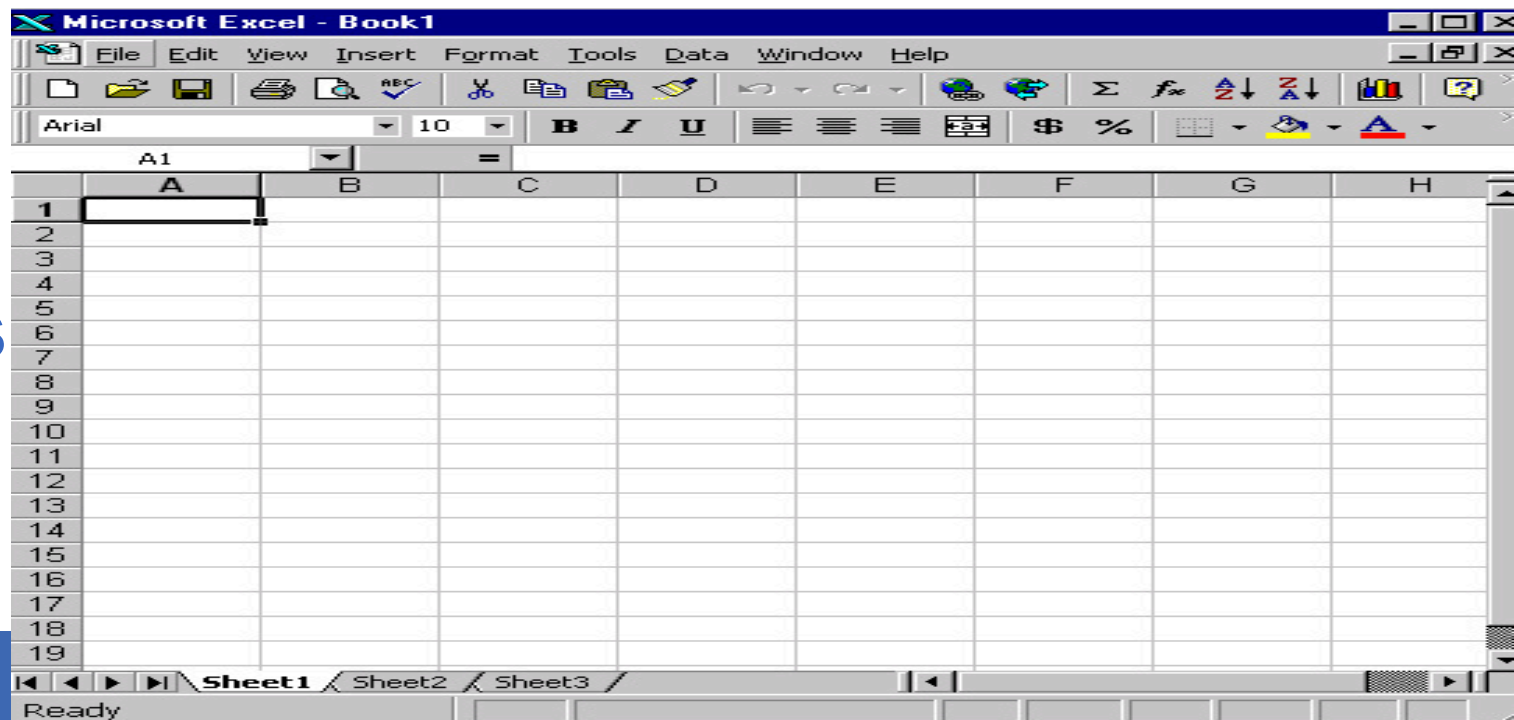 Microsoft Excel - Book1
File Edit View Insert Format Tools Data Window Help
ABC Σ fx A Z Z A ?
Arial 10 B I U a $ % A
A1 =
A B C D E F G H
1
2
3
4
5
6
7
8
9
10
11
12
13
14
15
16
17
18
19
Sheet1 Sheet2 Sheet3
Ready